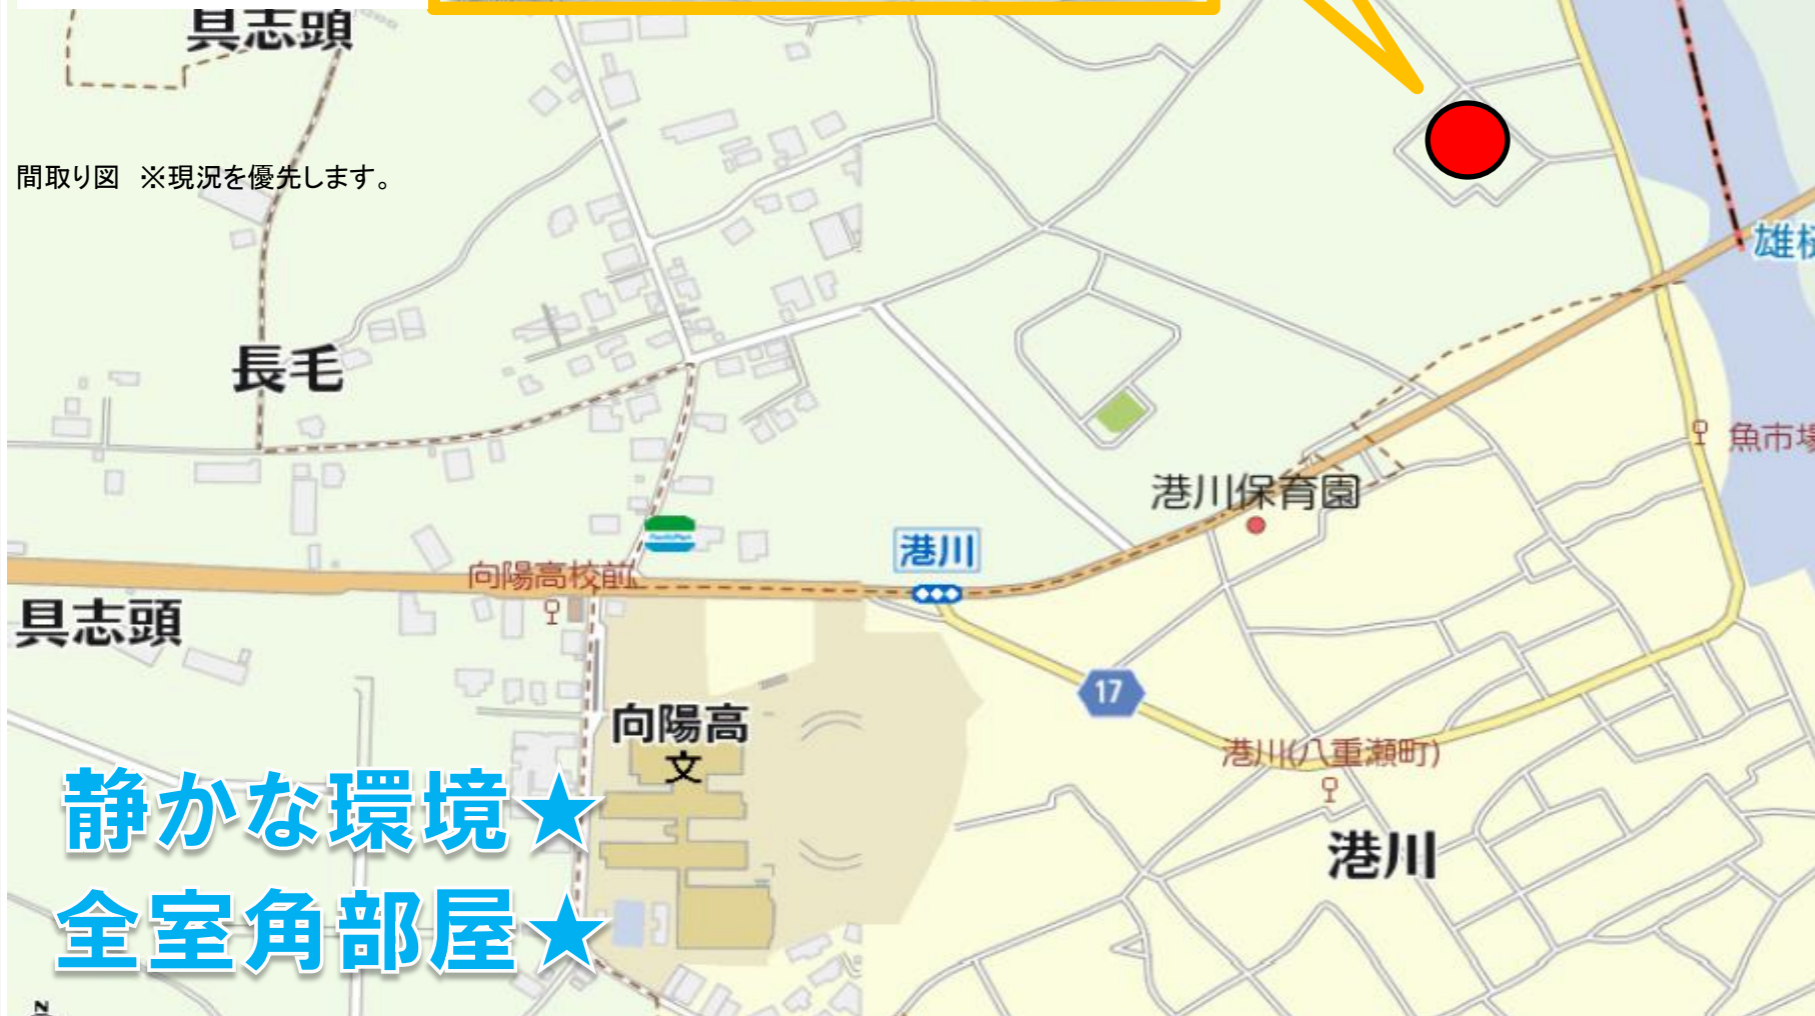 具志頭
間取り図 ※現況を優先します。
雄樋
長毛
魚市場
港川保育園
港川
FamilyMart
向陽高校前
具志頭
17
向陽高
文
港川(八重瀬町)
静かな環境★
港川
全室角部屋★
N